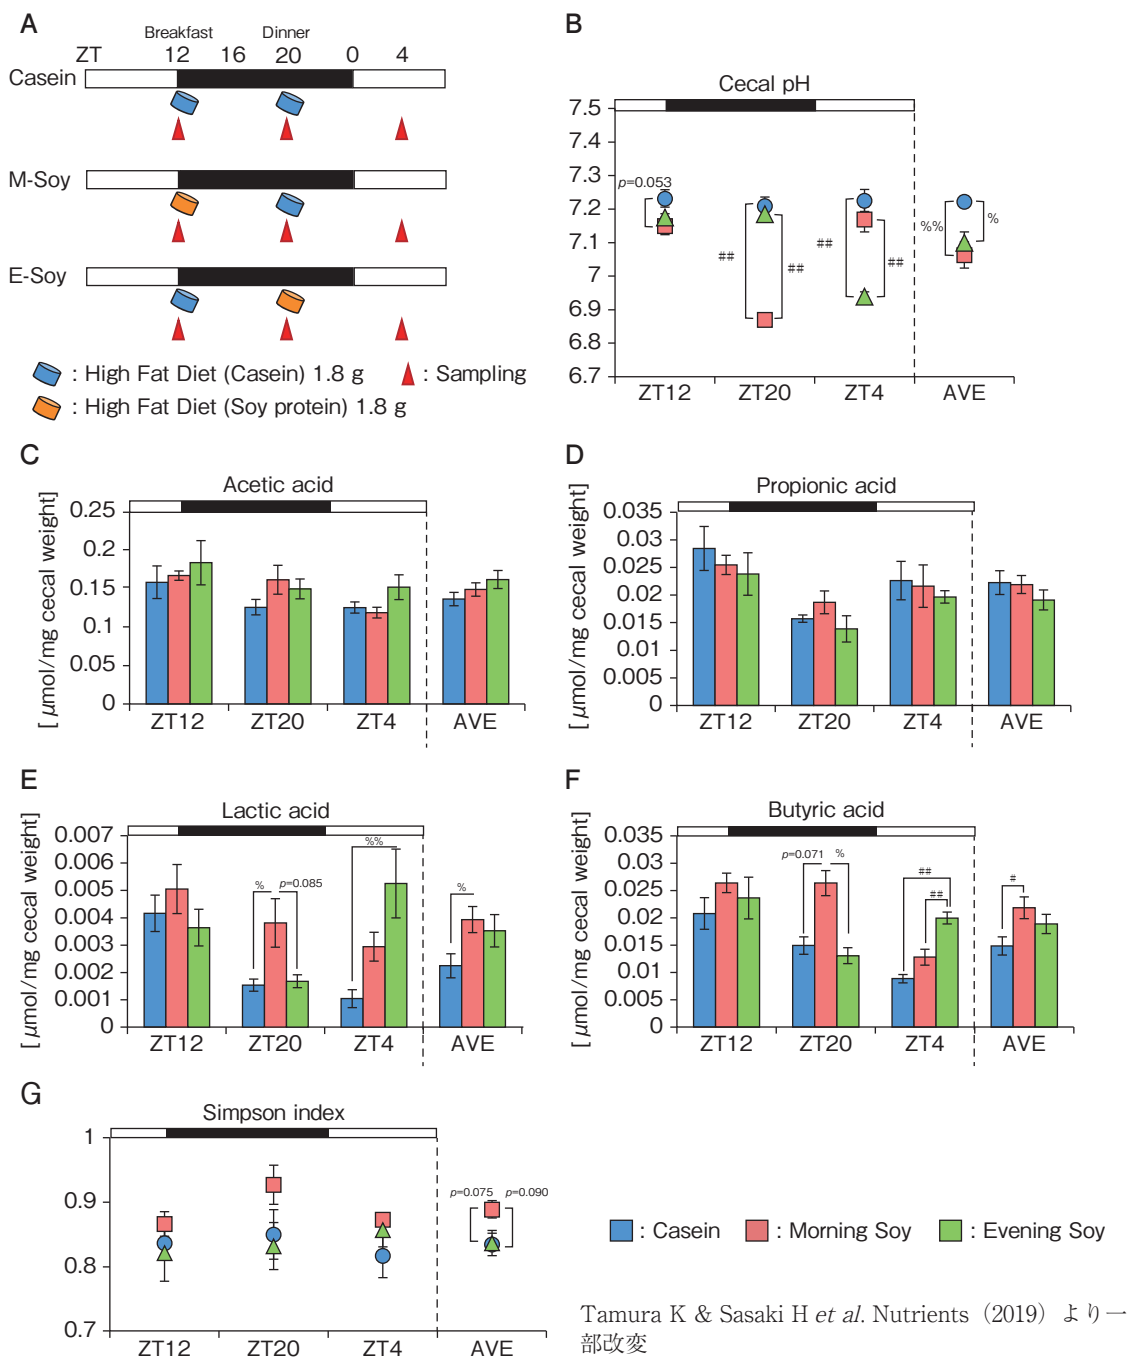 A
Breakfast Dinner
ZT 12 16 20 0 4
Casein
M-Soy
E-Soy
: High Fat Diet (Casein) 1.8 g : Sampling
: High Fat Diet (Soy protein) 1.8 g
B
Cecal pH
7.5
7.4
7.3
7.2
7.1
7
6.9
6.8
6.7
p=0.053
##
##
##
##
%%
%
ZT12 ZT20 ZT4 AVE
C
Acetic acid
[ μmol/mg cecal weight]
0.25
0.2
0.15
0.1
0.05
0
ZT12 ZT20 ZT4 AVE
D
Propionic acid
[ μmol/mg cecal weight]
0.035
0.03
0.025
0.02
0.015
0.01
0.005
0
ZT12 ZT20 ZT4 AVE
E
Lactic acid
[ μmol/mg cecal weight]
0.007
0.006
0.005
0.004
0.003
0.002
0.001
0
% p=0.085
%%
%
ZT12 ZT20 ZT4 AVE
F
Butyric acid
[ μmol/mg cecal weight]
0.035
0.03
0.025
0.02
0.015
0.01
0.005
0
p=0.071 %
##
##
#
ZT12 ZT20 ZT4 AVE
G
Simpson index
1
0.9
0.8
0.7
p=0.075 p=0.090
ZT12 ZT20 ZT4 AVE
: Casein : Morning Soy : Evening Soy
Tamura K & Sasaki H et al. Nutrients (2019) より一
部改変